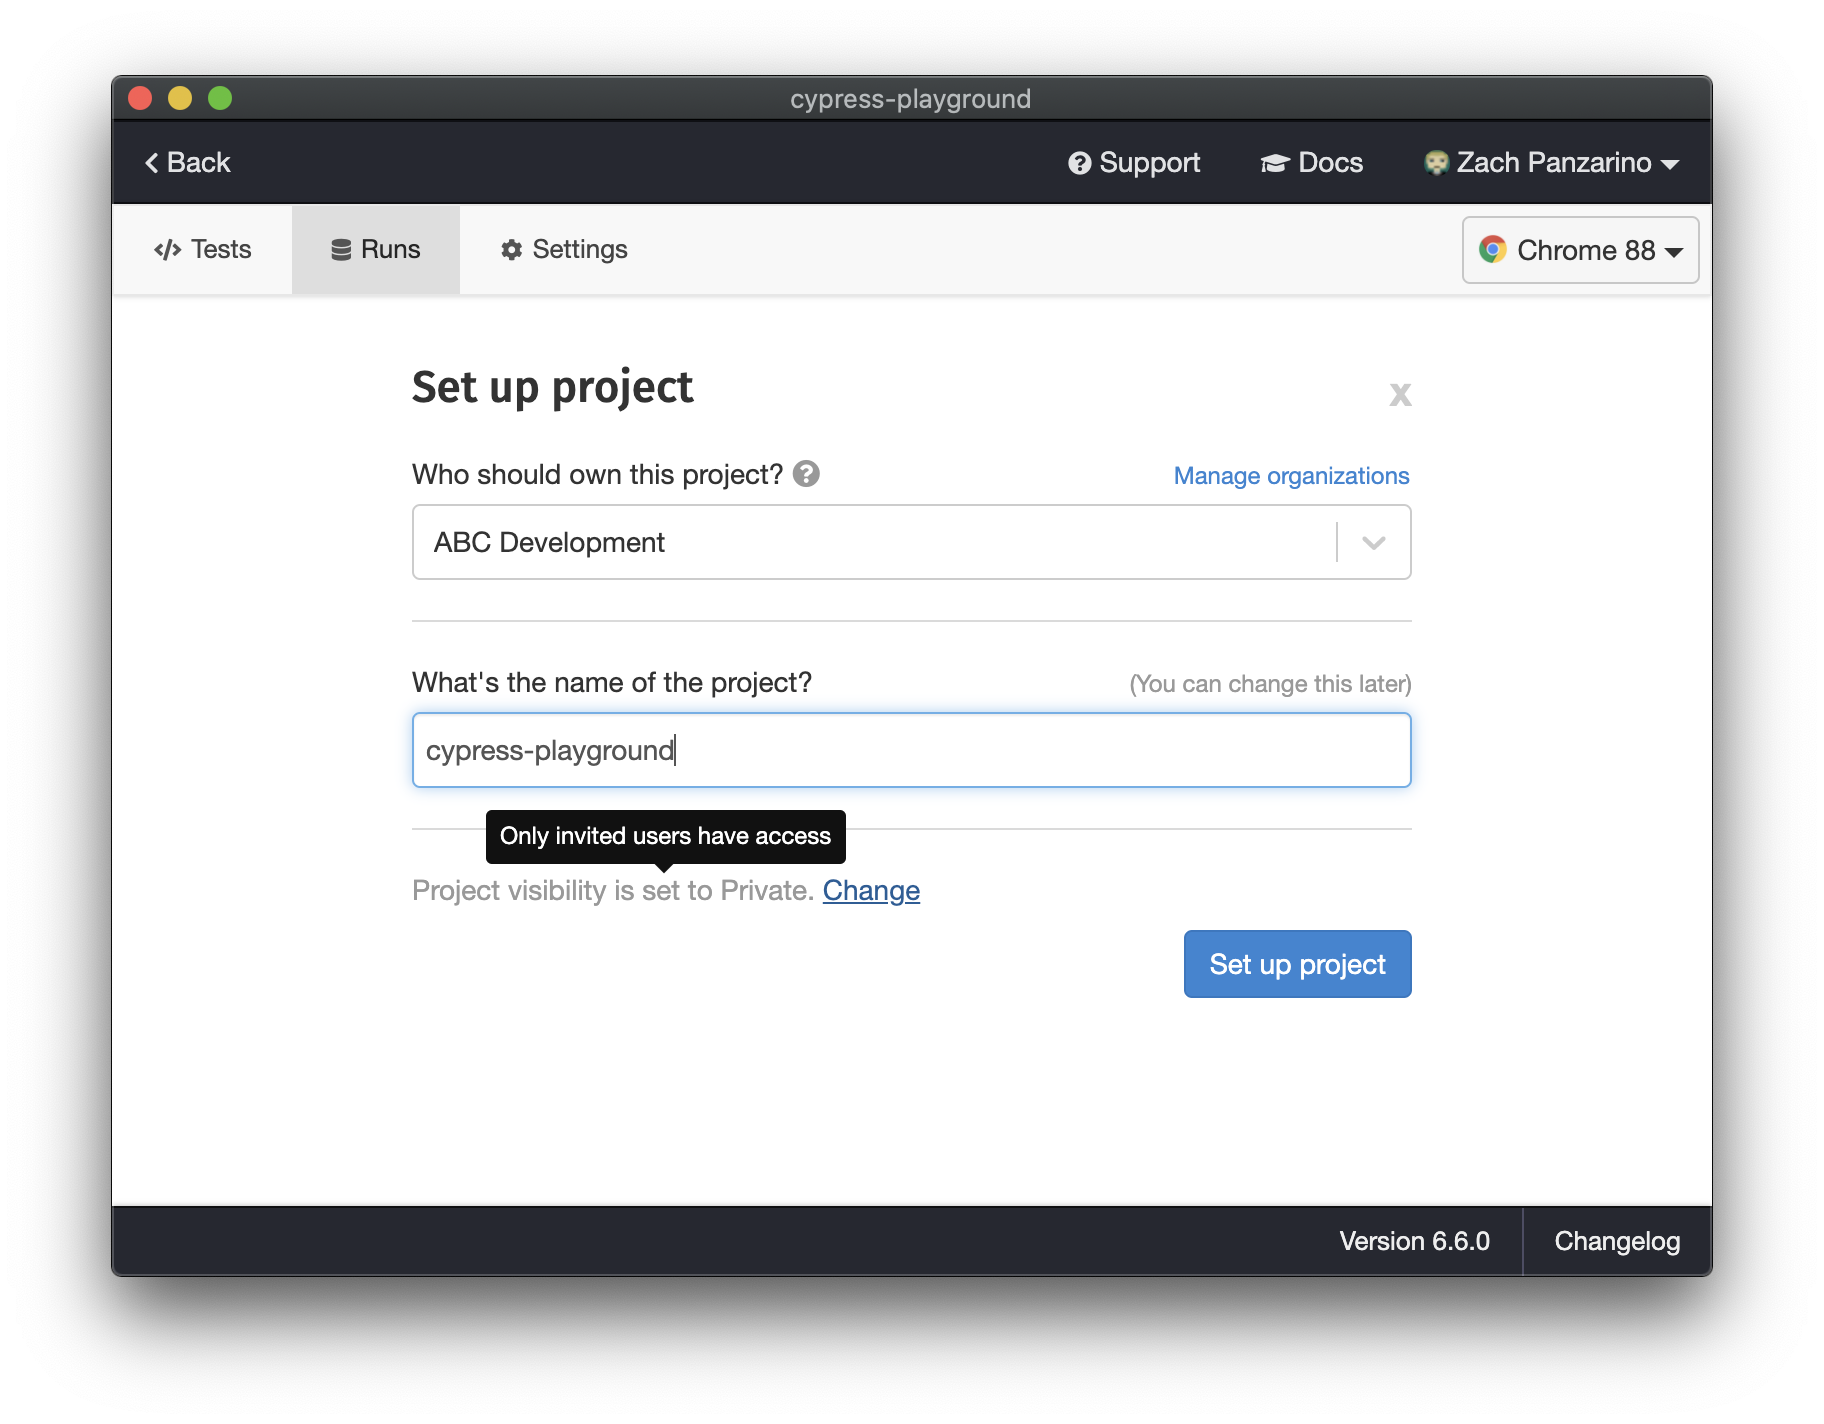 cypress-playground
Back
Support
Docs
Zach Panzarino
Tests
Runs
Settings
Chrome 88
Set up project
x
Who should own this project?
Manage organizations
ABC Development
What's the name of the project?
(You can change this later)
cypress-playground
Only invited users have access
Project visibility is set to Private. Change
Set up project
Version 6.6.0
Changelog